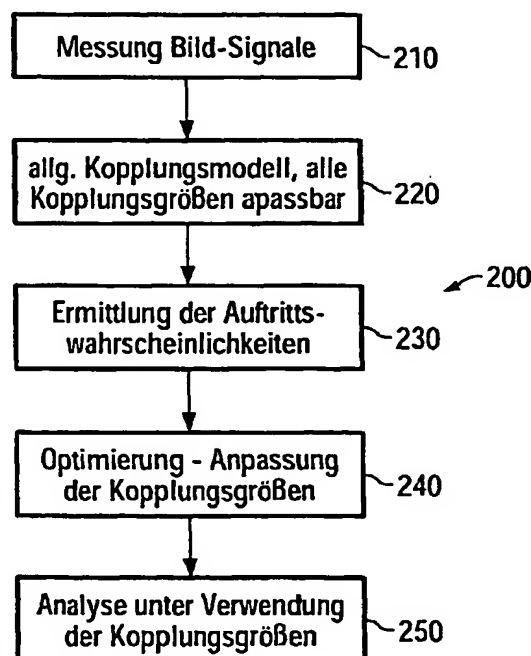 Messung Bild-Signale
210
allg. Kopplungsmodell, alle
Kopplungsgrößen apassbar
220
200
Ermittlung der Auftritts-
wahrscheinlichkeiten
230
Optimierung - Anpassung
der Kopplungsgrößen
240
Analyse unter Verwendung
der Kopplungsgrößen
250